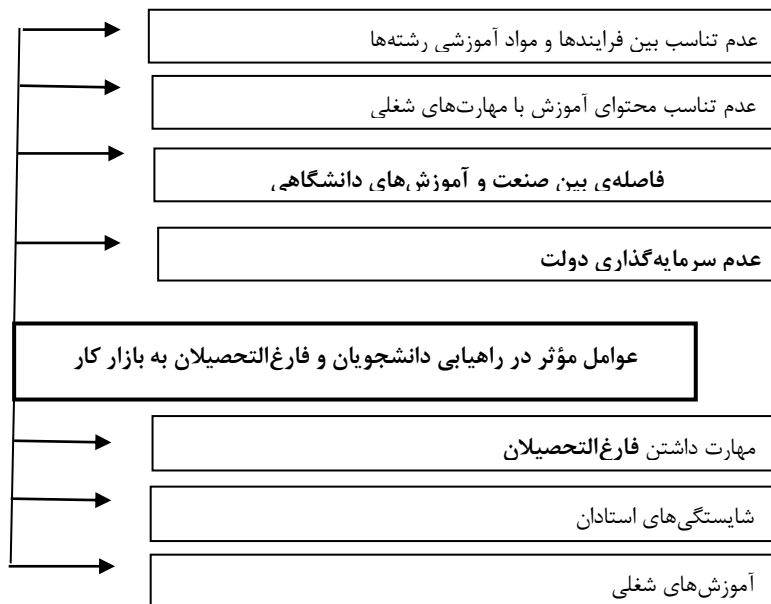 عدم تناسب بین فرایندها و مواد آموزشی رشته‌ها
عدم تناسب محتوای آموزش با مهارت‌های شغلی
فاصله‌ی بین صنعت و آموزش‌های دانشگاهی
عدم سرمایه‌گذاری دولت
عوامل مؤثر در راهیابی دانشجویان و فارغ‌التحصیلان به بازار کار
مهارت داشتن فارغ‌التحصیلان
شایستگی‌های استادان
آموزش‌های شغلی